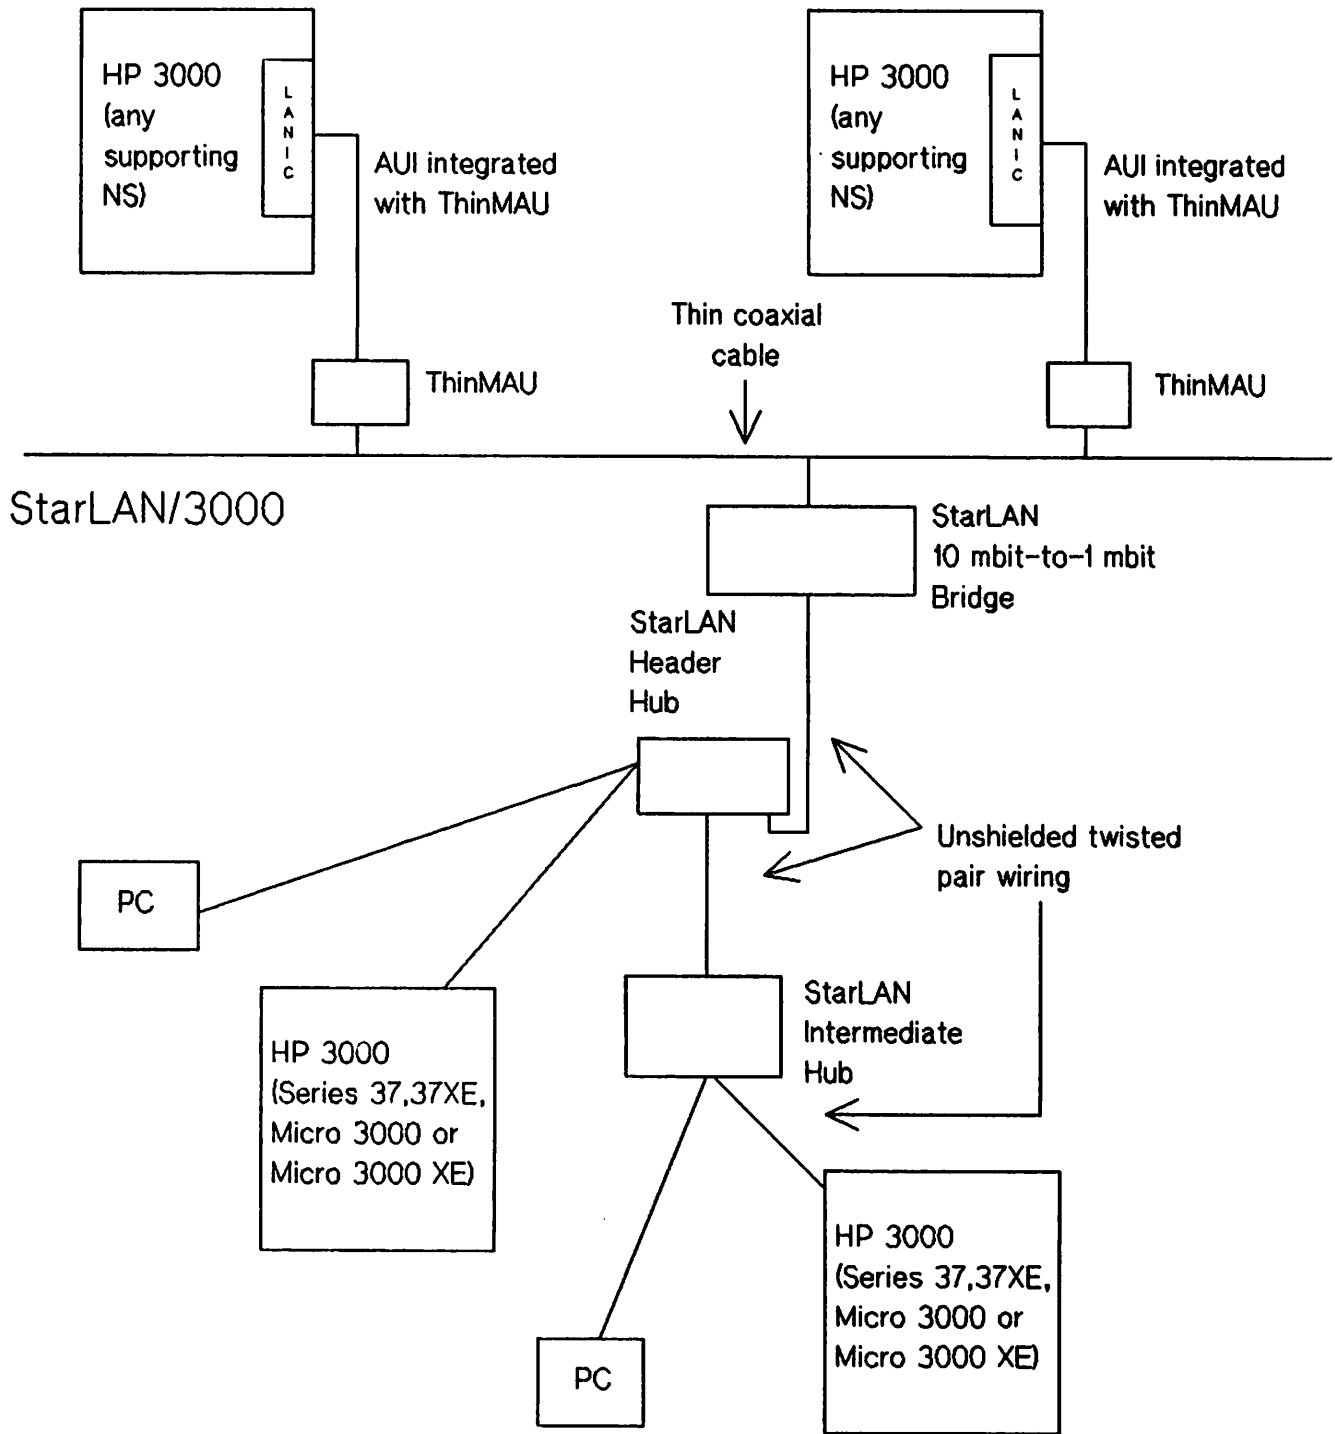 HP 3000
(any
supporting
NS)
LANIC
AUI integrated
with ThinMAU
HP 3000
(any
supporting
NS)
LANIC
AUI integrated
with ThinMAU
Thin coaxial
cable
ThinMAU
ThinMAU
StarLAN/3000
StarLAN
10 mbit-to-1 mbit
Bridge
StarLAN
Header
Hub
Unshielded twisted
pair wiring
PC
StarLAN
Intermediate
Hub
HP 3000
(Series 37,37XE,
Micro 3000 or
Micro 3000 XE)
HP 3000
(Series 37,37XE,
Micro 3000 or
Micro 3000 XE)
PC